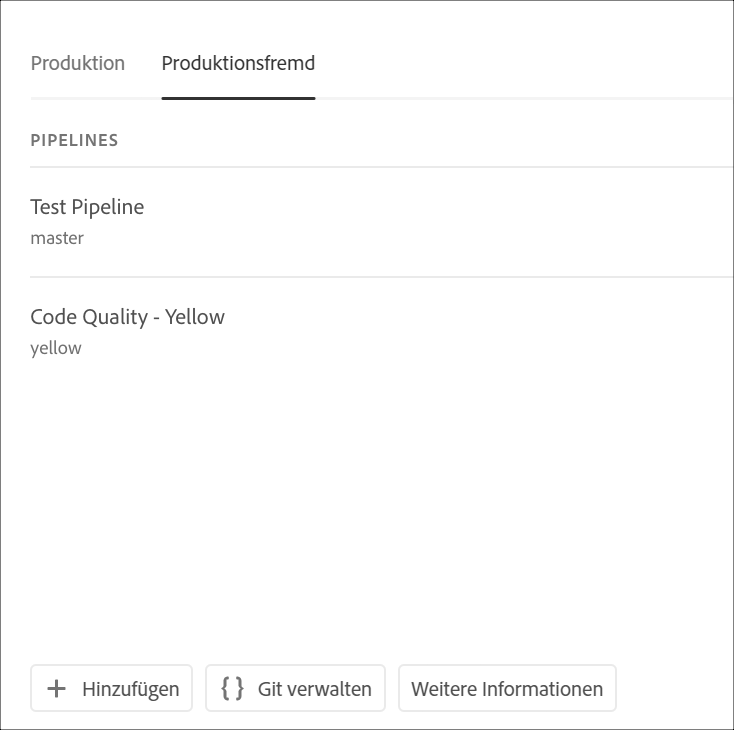 Produktion Produktionsfremd
PIPELINES
Test Pipeline
master
Code Quality - Yellow
yellow
+ Hinzufügen {} Git verwalten Weitere Informationen